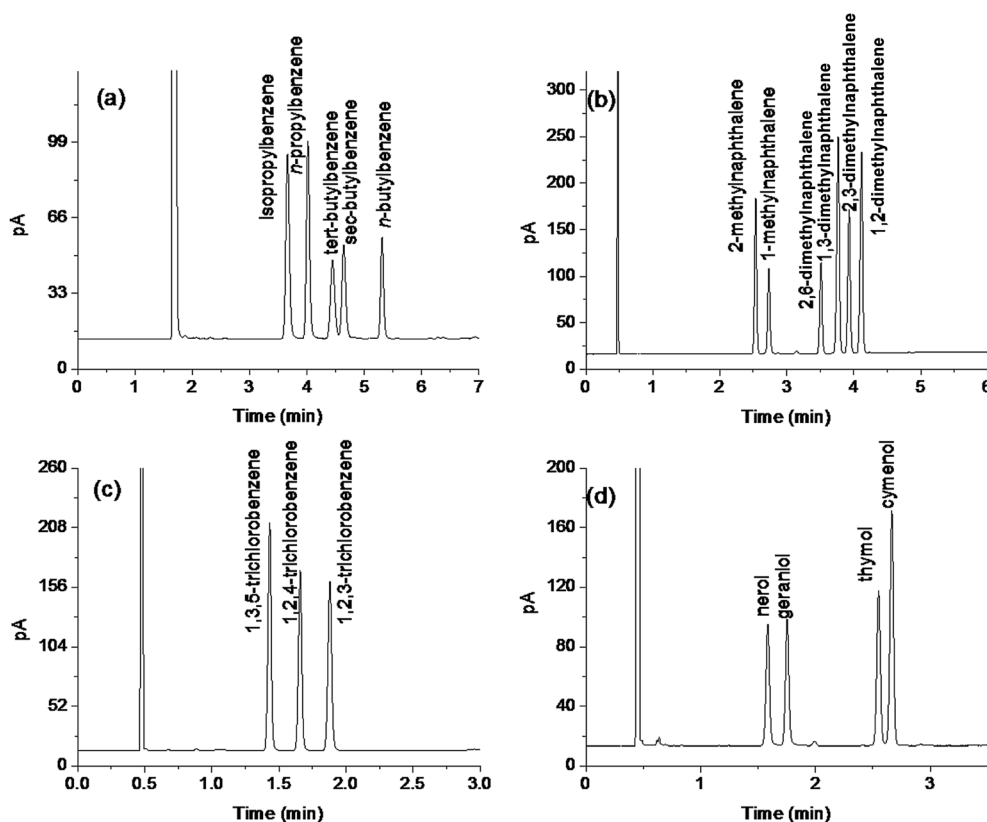 (a)
Isopropylbenzene
n-propylbenzene
tert-butylbenzene
sec-butylbenzene
n-butylbenzene
99
66
33
0
pA
0 1 2 3 4 5 6 7
Time (min)
(b)
2-methylnaphthalene
1-methylnaphthalene
2,6-dimethylnaphthalene
1,3-dimethylnaphthalene
2,3-dimethylnaphthalene
1,2-dimethylnaphthalene
300
250
200
150
100
50
0
pA
0 1 2 3 4 5 6
Time (min)
(c)
1,3,5-trichlorobenzene
1,2,4-trichlorobenzene
1,2,3-trichlorobenzene
260
208
156
104
52
0
pA
0.0 0.5 1.0 1.5 2.0 2.5 3.0
Time (min)
(d)
nerol
geraniol
thymol
cymenol
200
160
120
80
40
0
pA
0 1 2 3
Time (min)